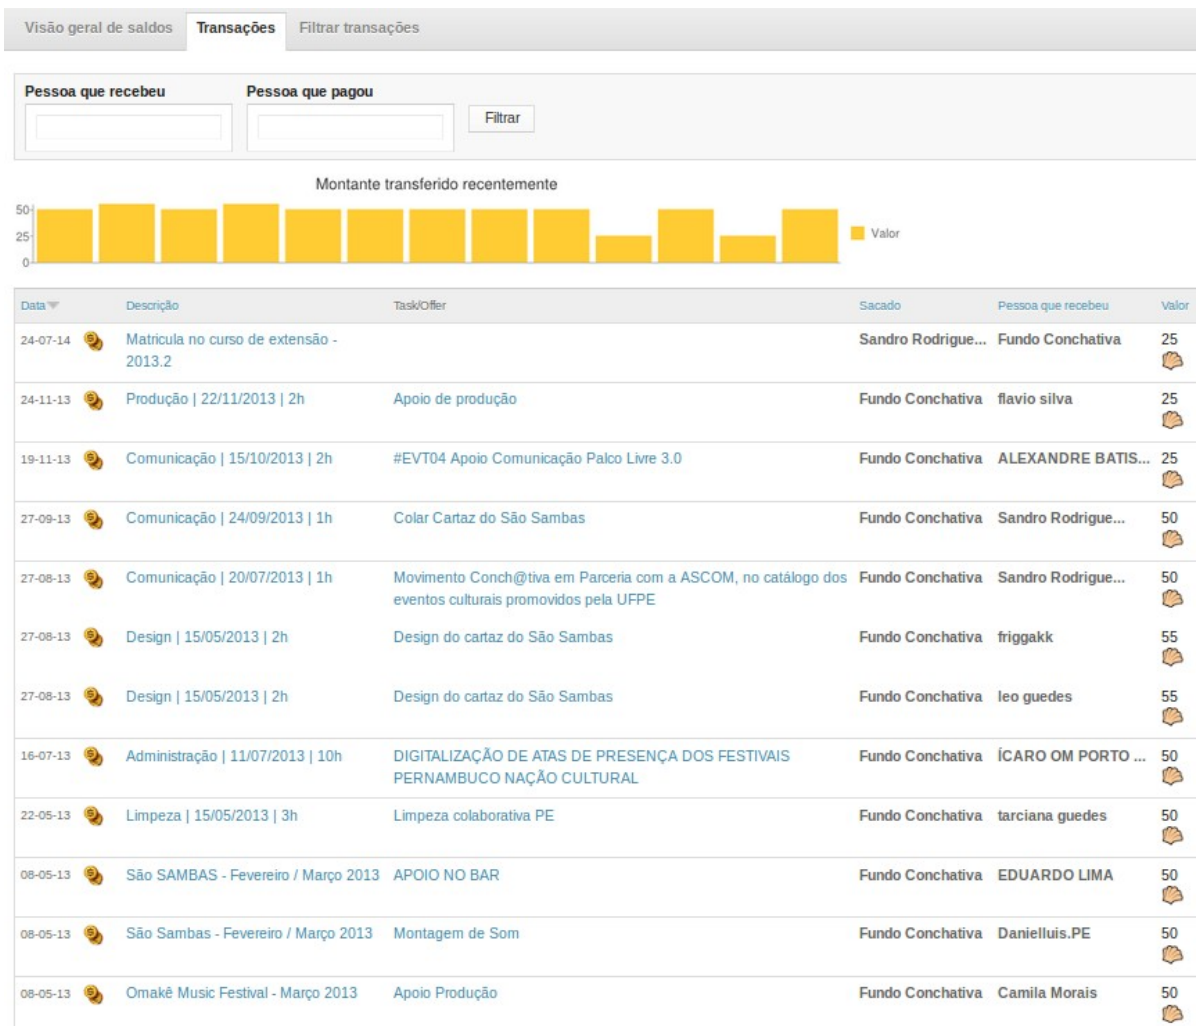 Visão geral de saldos Transações Filtrar transações
Pessoa que recebeu Pessoa que pagou
Filtrar
Montante transferido recentemente
50
25
0
Valor
Data Descrição Task/Offer Sacado Pessoa que recebeu Valor
24-07-14 Matricula no curso de extensão - Sandro Rodrigue... Fundo Conchativa 25
2013.2
24-11-13 Produção | 22/11/2013 | 2h Apoio de produção Fundo Conchativa flavio silva 25
19-11-13 Comunicação | 15/10/2013 | 2h #EVT04 Apoio Comunicação Palco Livre 3.0 Fundo Conchativa ALEXANDRE BATIS... 25
27-09-13 Comunicação | 24/09/2013 | 1h Colar Cartaz do São Sambas Fundo Conchativa Sandro Rodrigue... 50
27-08-13 Comunicação | 20/07/2013 | 1h Movimento Conch@tiva em Parceria com a ASCOM, no catálogo dos Fundo Conchativa Sandro Rodrigue... 50
eventos culturais promovidos pela UFPE
27-08-13 Design | 15/05/2013 | 2h Design do cartaz do São Sambas Fundo Conchativa friggakk 55
27-08-13 Design | 15/05/2013 | 2h Design do cartaz do São Sambas Fundo Conchativa leo guedes 55
16-07-13 Administração | 11/07/2013 | 10h DIGITALIZAÇÃO DE ATAS DE PRESENÇA DOS FESTIVAIS Fundo Conchativa ÍCARO OM PORTO ... 50
PERNAMBUCO NAÇÃO CULTURAL
22-05-13 Limpeza | 15/05/2013 | 3h Limpeza colaborativa PE Fundo Conchativa tarciana guedes 50
08-05-13 São SAMBAS - Fevereiro / Março 2013 APOIO NO BAR Fundo Conchativa EDUARDO LIMA 50
08-05-13 São Sambas - Fevereiro / Março 2013 Montagem de Som Fundo Conchativa Danielluis.PE 50
08-05-13 Omakê Music Festival - Março 2013 Apoio Produção Fundo Conchativa Camila Morais 50